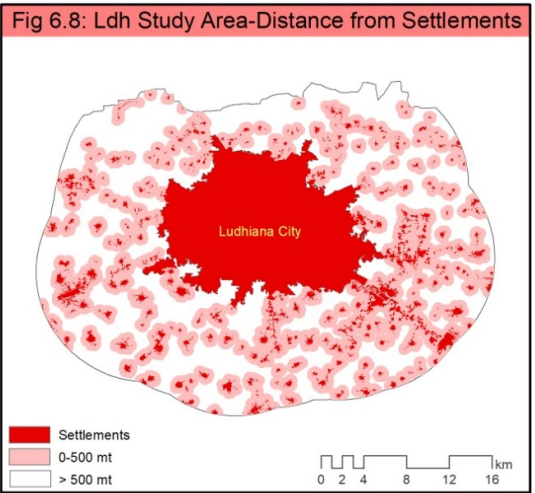 Fig 6.8: Ldh Study Area-Distance from Settlements
Ludhiana City
Settlements
0-500 mt
> 500 mt
km
0 2 4 8 12 16